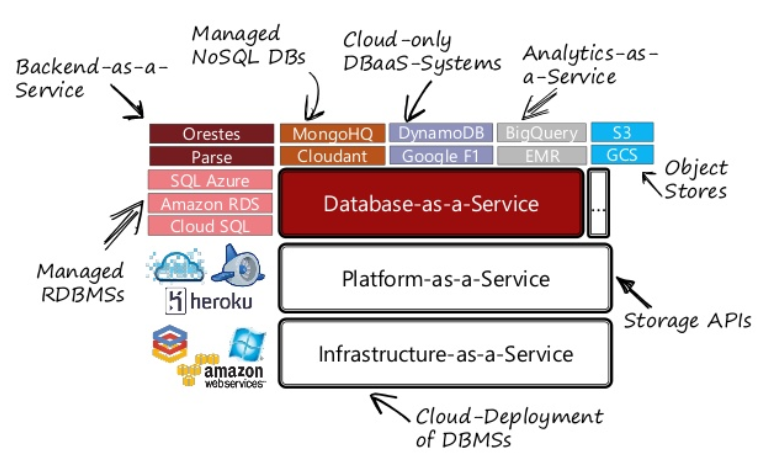 Managed
NoSQL DBs
Cloud-only
DBaaS-Systems
Analytics-as-
a-Service
Backend-as-a-
Service
Orestes
MongoHQ
DynamoDB
BigQuery
S3
Parse
Cloudant
Google F1
EMR
GCS
Object
Stores
SQL Azure
Amazon RDS
Cloud SQL
Database-as-a-Service
...
Managed
RDBMSs
heroku
Platform-as-a-Service
Storage APIs
amazon
webservices
Infrastructure-as-a-Service
Cloud-Deployment
of DBMSs